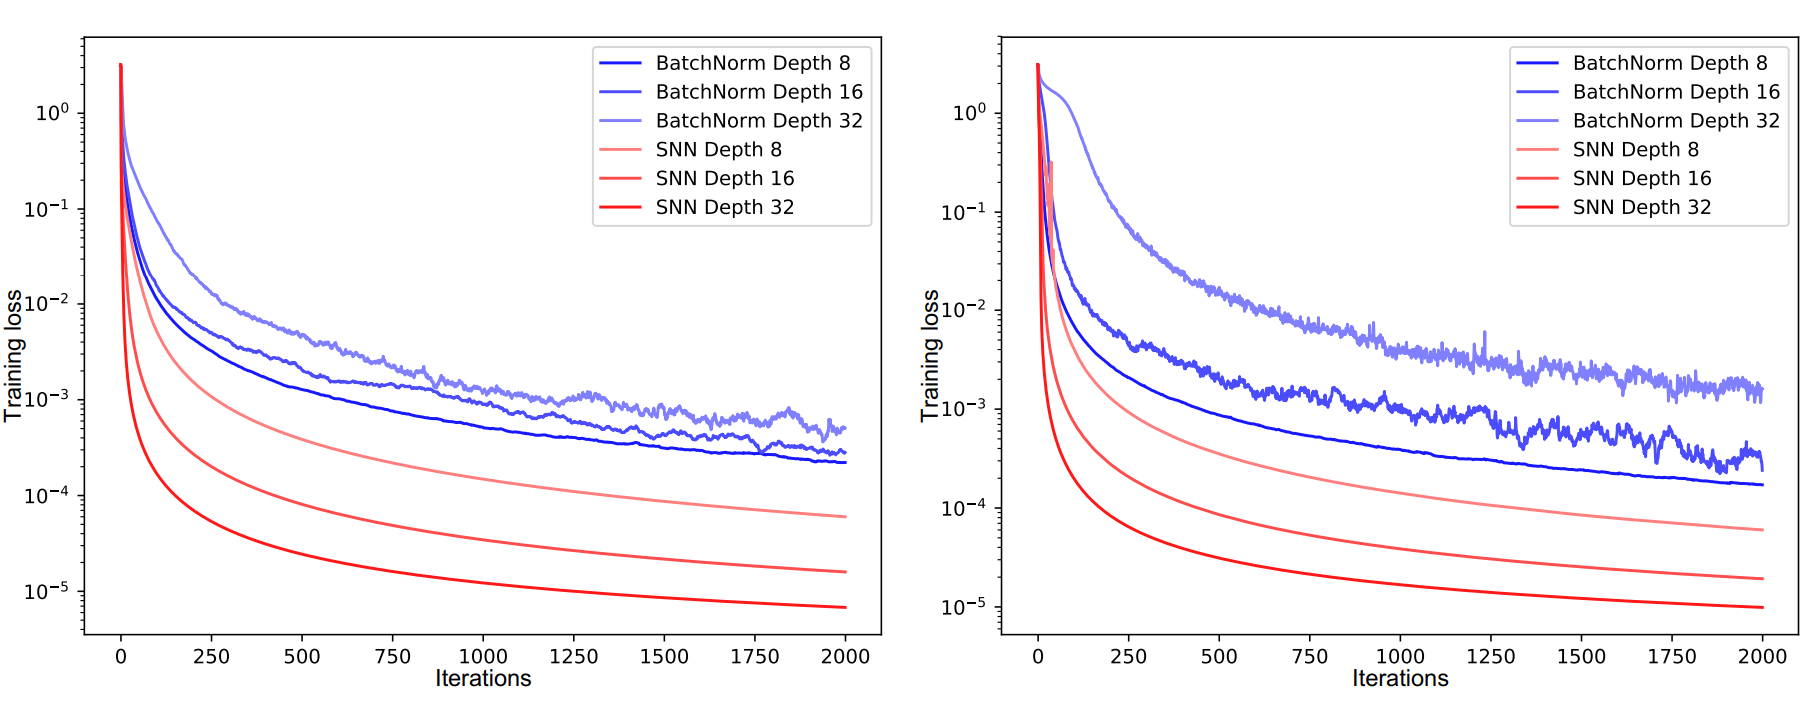 Training loss
10⁰
10⁻¹
10⁻²
10⁻³
10⁻⁴
10⁻⁵
BatchNorm Depth 8
BatchNorm Depth 16
BatchNorm Depth 32
SNN Depth 8
SNN Depth 16
SNN Depth 32
0 250 500 750 1000 1250 1500 1750 2000
Iterations
Training loss
10⁰
10⁻¹
10⁻²
10⁻³
10⁻⁴
10⁻⁵
BatchNorm Depth 8
BatchNorm Depth 16
BatchNorm Depth 32
SNN Depth 8
SNN Depth 16
SNN Depth 32
0 250 500 750 1000 1250 1500 1750 2000
Iterations